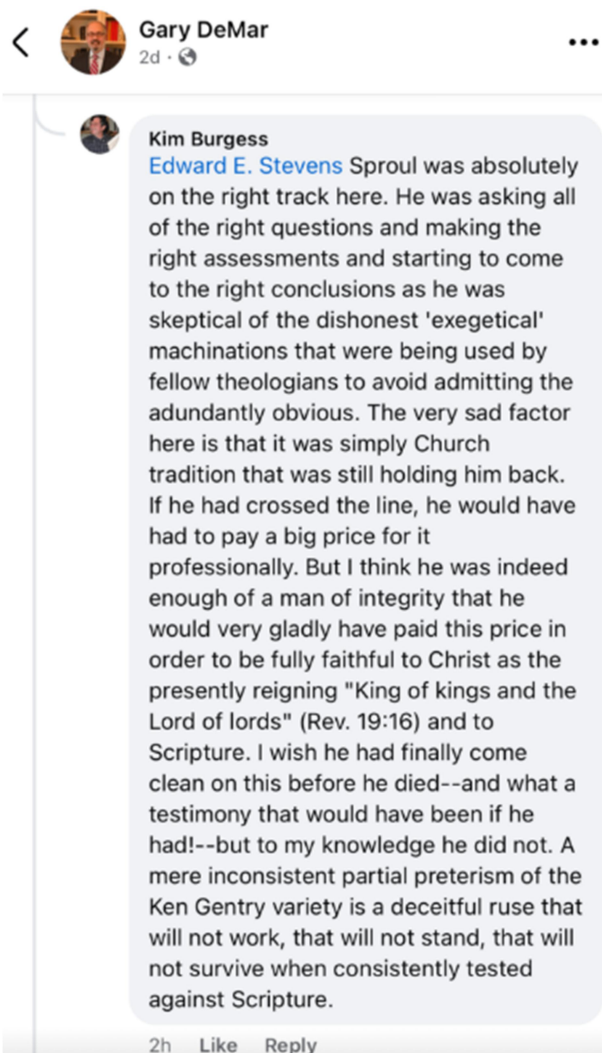 Gary DeMar
2d ·
Kim Burgess
Edward E. Stevens Sproul was absolutely
on the right track here. He was asking all
of the right questions and making the
right assessments and starting to come
to the right conclusions as he was
skeptical of the dishonest 'exegetical'
machinations that were being used by
fellow theologians to avoid admitting the
adundantly obvious. The very sad factor
here is that it was simply Church
tradition that was still holding him back.
If he had crossed the line, he would have
had to pay a big price for it
professionally. But I think he was indeed
enough of a man of integrity that he
would very gladly have paid this price in
order to be fully faithful to Christ as the
presently reigning "King of kings and the
Lord of lords" (Rev. 19:16) and to
Scripture. I wish he had finally come
clean on this before he died--and what a
testimony that would have been if he
had!--but to my knowledge he did not. A
mere inconsistent partial preterism of the
Ken Gentry variety is a deceitful ruse that
will not work, that will not stand, that will
not survive when consistently tested
against Scripture.
2h Like Reply